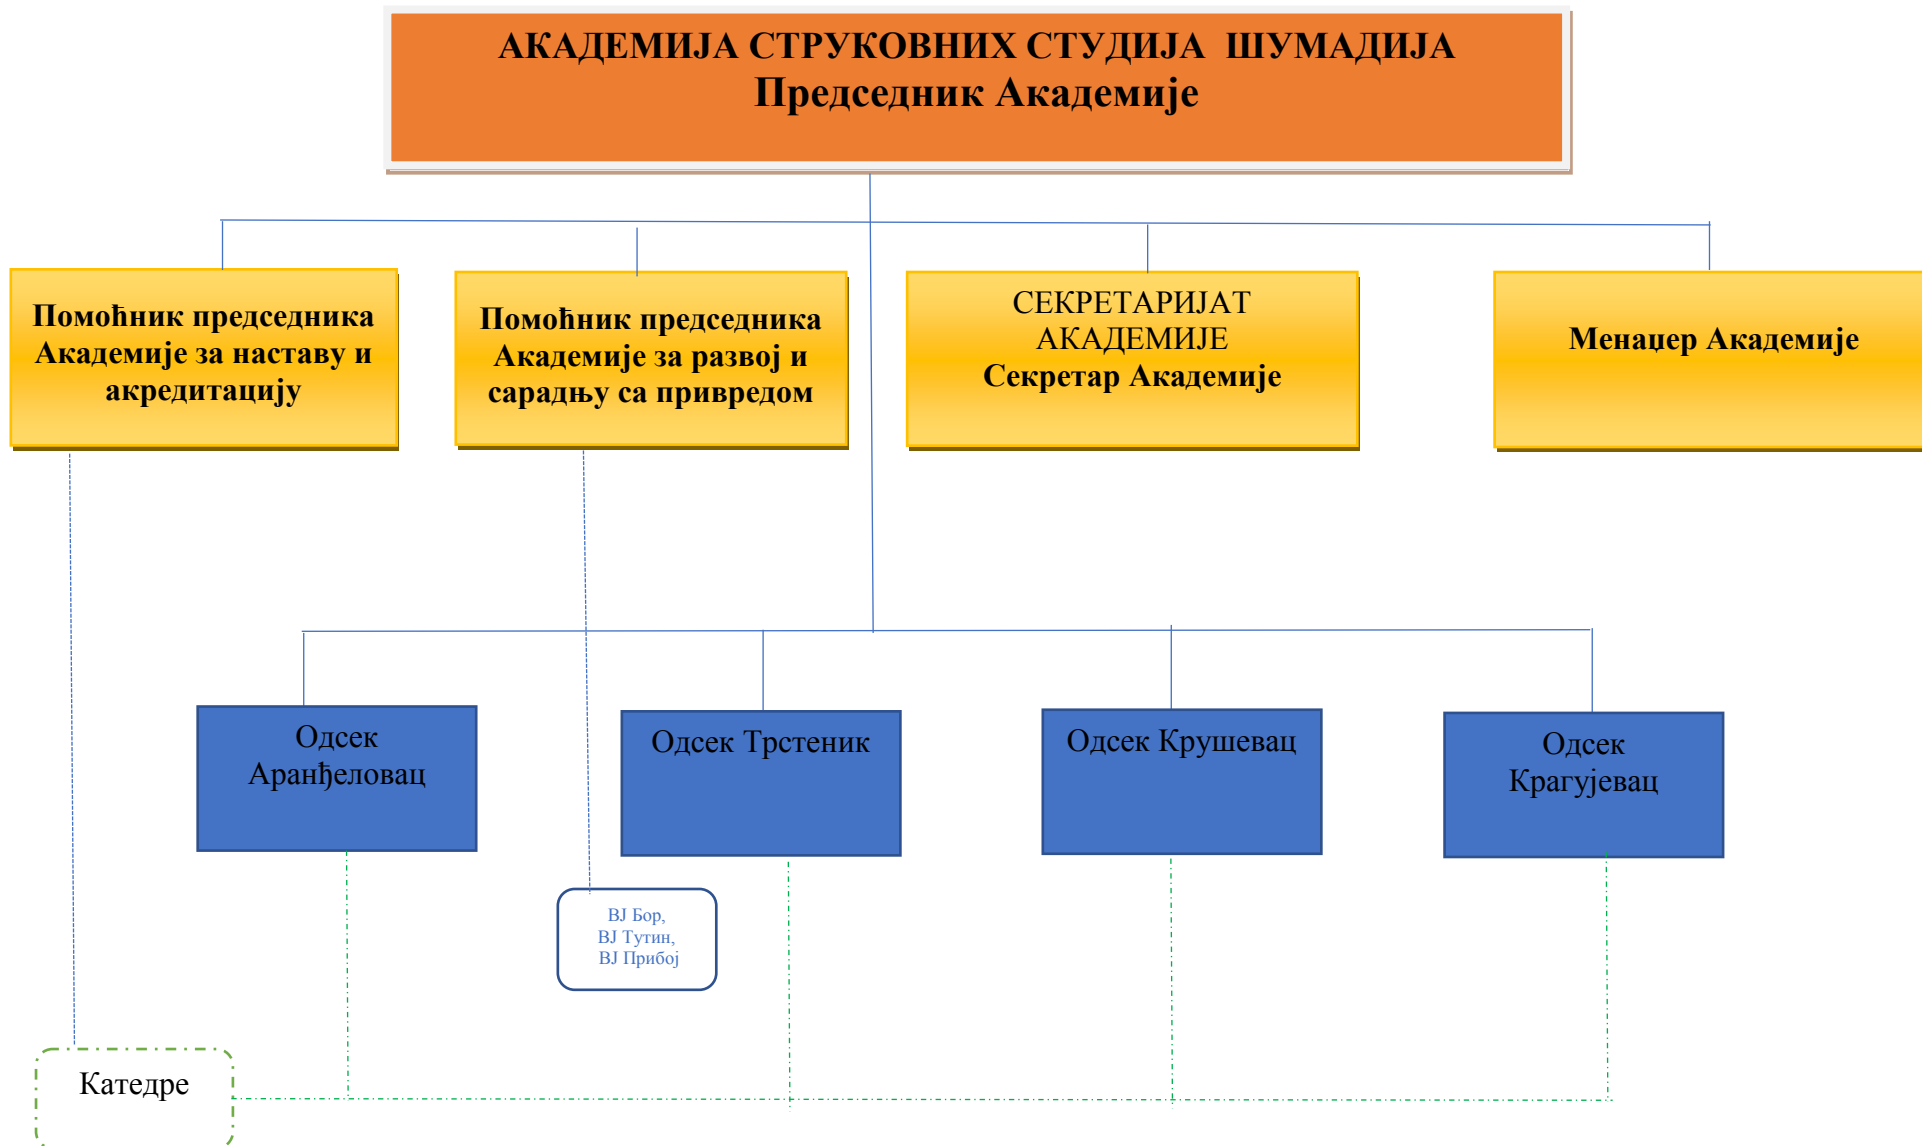 АКАДЕМИЈА СТРУКОВНИХ СТУДИЈА ШУМАДИЈА
Председник Академије
Помоћник председника
Академије за наставу и
акредитацију
Помоћник председника
Академије за развој и
сарадњу са привредом
СЕКРЕТАРИЈАТ
АКАДЕМИЈЕ
Секретар Академије
Менаџер Академије
Одсек
Аранђеловац
Одсек Трстеник
Одсек Крушевац
Одсек
Крагујевац
ВЈ Бор,
ВЈ Тутин,
ВЈ Прибој
Катедре